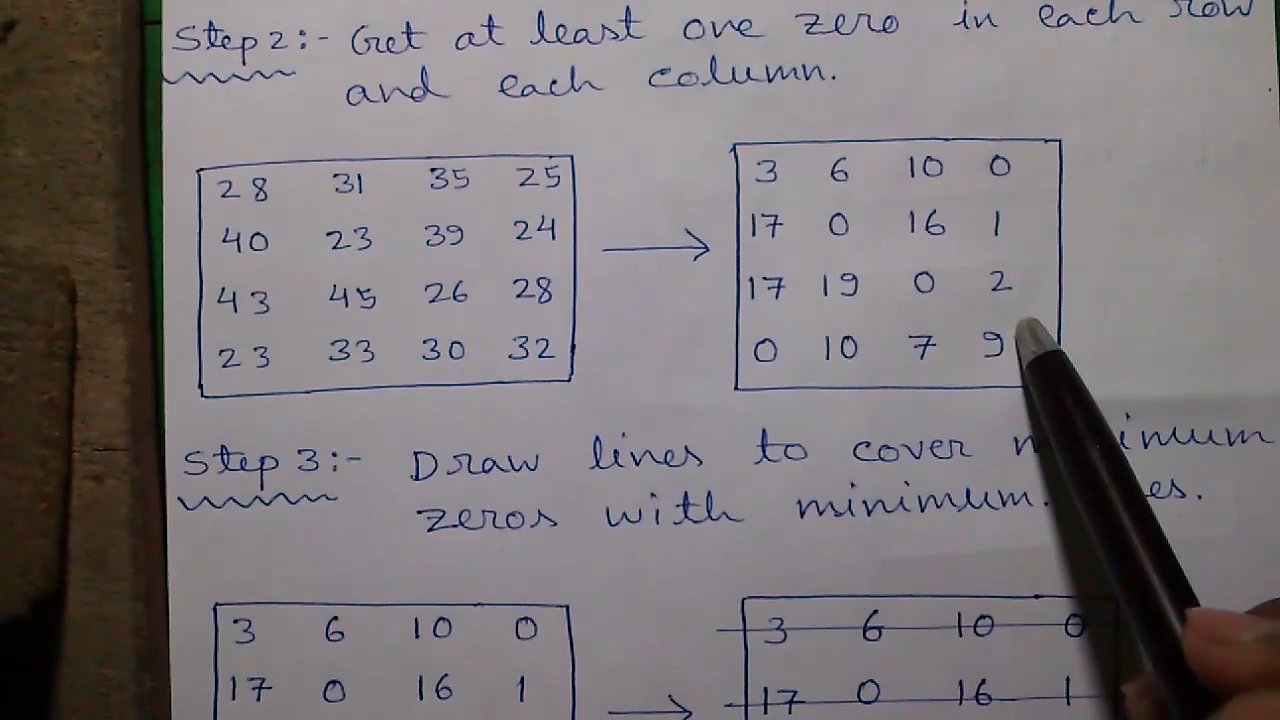 Step 2:- Get at least one zero in each row
and each column.
28 31 35 25
40 23 39 24
43 45 26 28
23 33 30 32
3 6 10 0
17 0 16 1
17 19 0 2
0 10 7 9
Step 3:- Draw lines to cover
zeros with minimum
3 6 10 0
17 0 16 1
3 6 10 0
17 0 16 1